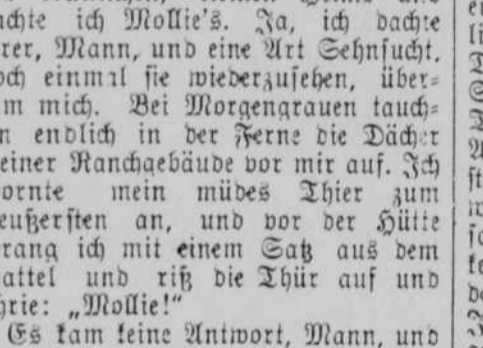 chte ich Mollie's. Ja, ich dachte
rer, Mann, und eine Art Sehnsucht,
och einmal sie wiederzusehen, über-
am mich. Bei Morgengrauen tauch-
n endlich in der Ferne die Dächer
einer Ranchgebäude vor mir auf. Ich
ornte mein müdes Thier zum
eußersten an, und vor der Hütte
rang ich mit einem Satz aus dem
attel und riß die Thür auf und
hrie: „Mollie!“
Es kam keine Antwort, Mann, und